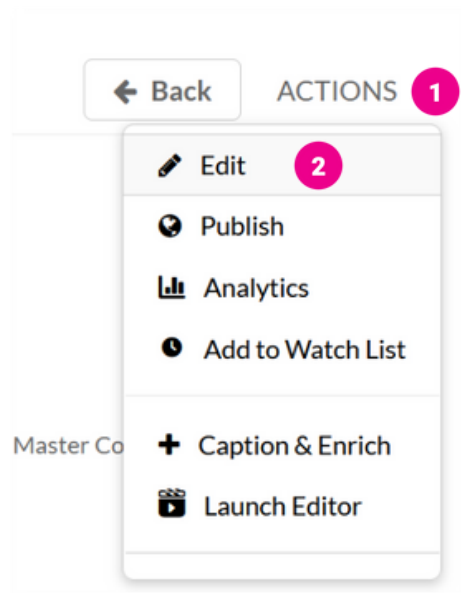 Back ACTIONS 1
Edit 2
Publish
Analytics
Add to Watch List
Master Co
Caption & Enrich
Launch Editor